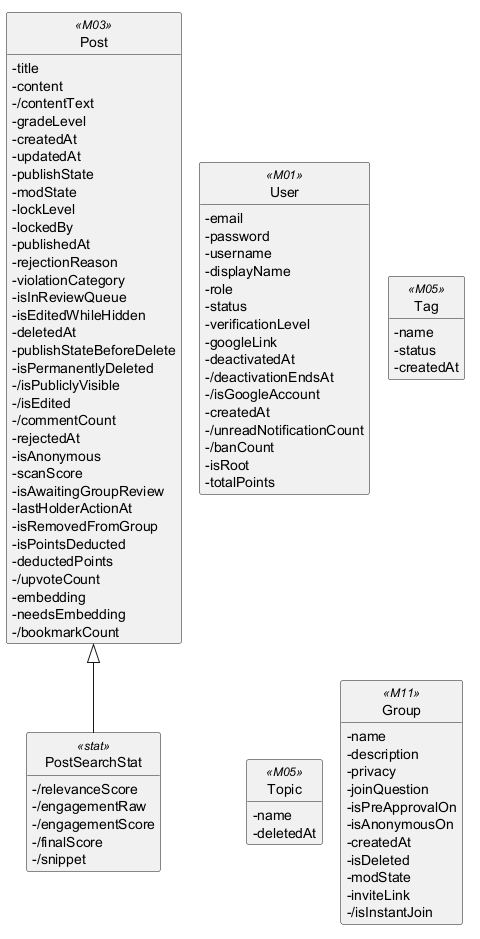 «M03»
Post
-title
-content
-/contentText
-gradeLevel
-createdAt
-updatedAt
-publishState
-modState
-lockLevel
-lockedBy
-publishedAt
-rejectionReason
-violationCategory
-isInReviewQueue
-isEditedWhileHidden
-deletedAt
-publishStateBeforeDelete
-isPermanentlyDeleted
-/isPubliclyVisible
-/isEdited
-/commentCount
-rejectedAt
-isAnonymous
-scanScore
-isAwaitingGroupReview
-lastHolderActionAt
-isRemovedFromGroup
-isPointsDeducted
-deductedPoints
-/upvoteCount
-embedding
-needsEmbedding
-/bookmarkCount
«M01»
User
-email
-password
-username
-displayName
-role
-status
-verificationLevel
-googleLink
-deactivatedAt
-/deactivationEndsAt
-/isGoogleAccount
-createdAt
-/unreadNotificationCount
-/banCount
-isRoot
-totalPoints
«M05»
Tag
-name
-status
-createdAt
«stat»
PostSearchStat
-/relevanceScore
-/engagementRaw
-/engagementScore
-/finalScore
-/snippet
«M05»
Topic
-name
-deletedAt
«M11»
Group
-name
-description
-privacy
-joinQuestion
-isPreApprovalOn
-isAnonymousOn
-createdAt
-isDeleted
-modState
-inviteLink
-/isInstantJoin